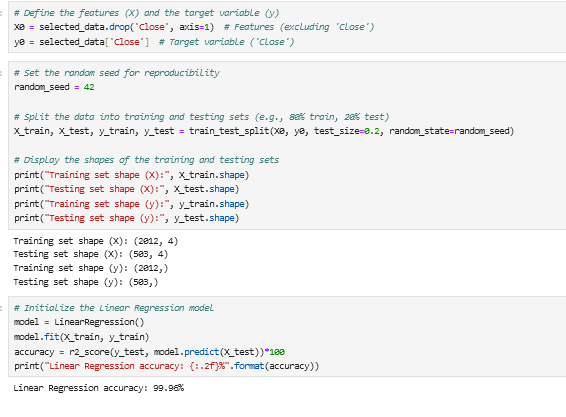 # Define the features (X) and the target variable (y)
X0 = selected_data.drop('Close', axis=1)  # Features (excluding 'Close')
y0 = selected_data['Close']  # Target variable ('Close')
# Set the random seed for reproducibility
random_seed = 42
# Split the data into training and testing sets (e.g., 80% train, 20% test)
X_train, X_test, y_train, y_test = train_test_split(X0, y0, test_size=0.2, random_state=random_seed)
# Display the shapes of the training and testing sets
print("Training set shape (X):", X_train.shape)
print("Testing set shape (X):", X_test.shape)
print("Training set shape (y):", y_train.shape)
print("Testing set shape (y):", y_test.shape)
Training set shape (X): (2012, 4)
Testing set shape (X): (503, 4)
Training set shape (y): (2012,)
Testing set shape (y): (503,)
# Initialize the Linear Regression model
model = LinearRegression()
model.fit(X_train, y_train)
accuracy = r2_score(y_test, model.predict(X_test))*100
print("Linear Regression accuracy: {:.2f}%".format(accuracy))
Linear Regression accuracy: 99.96%